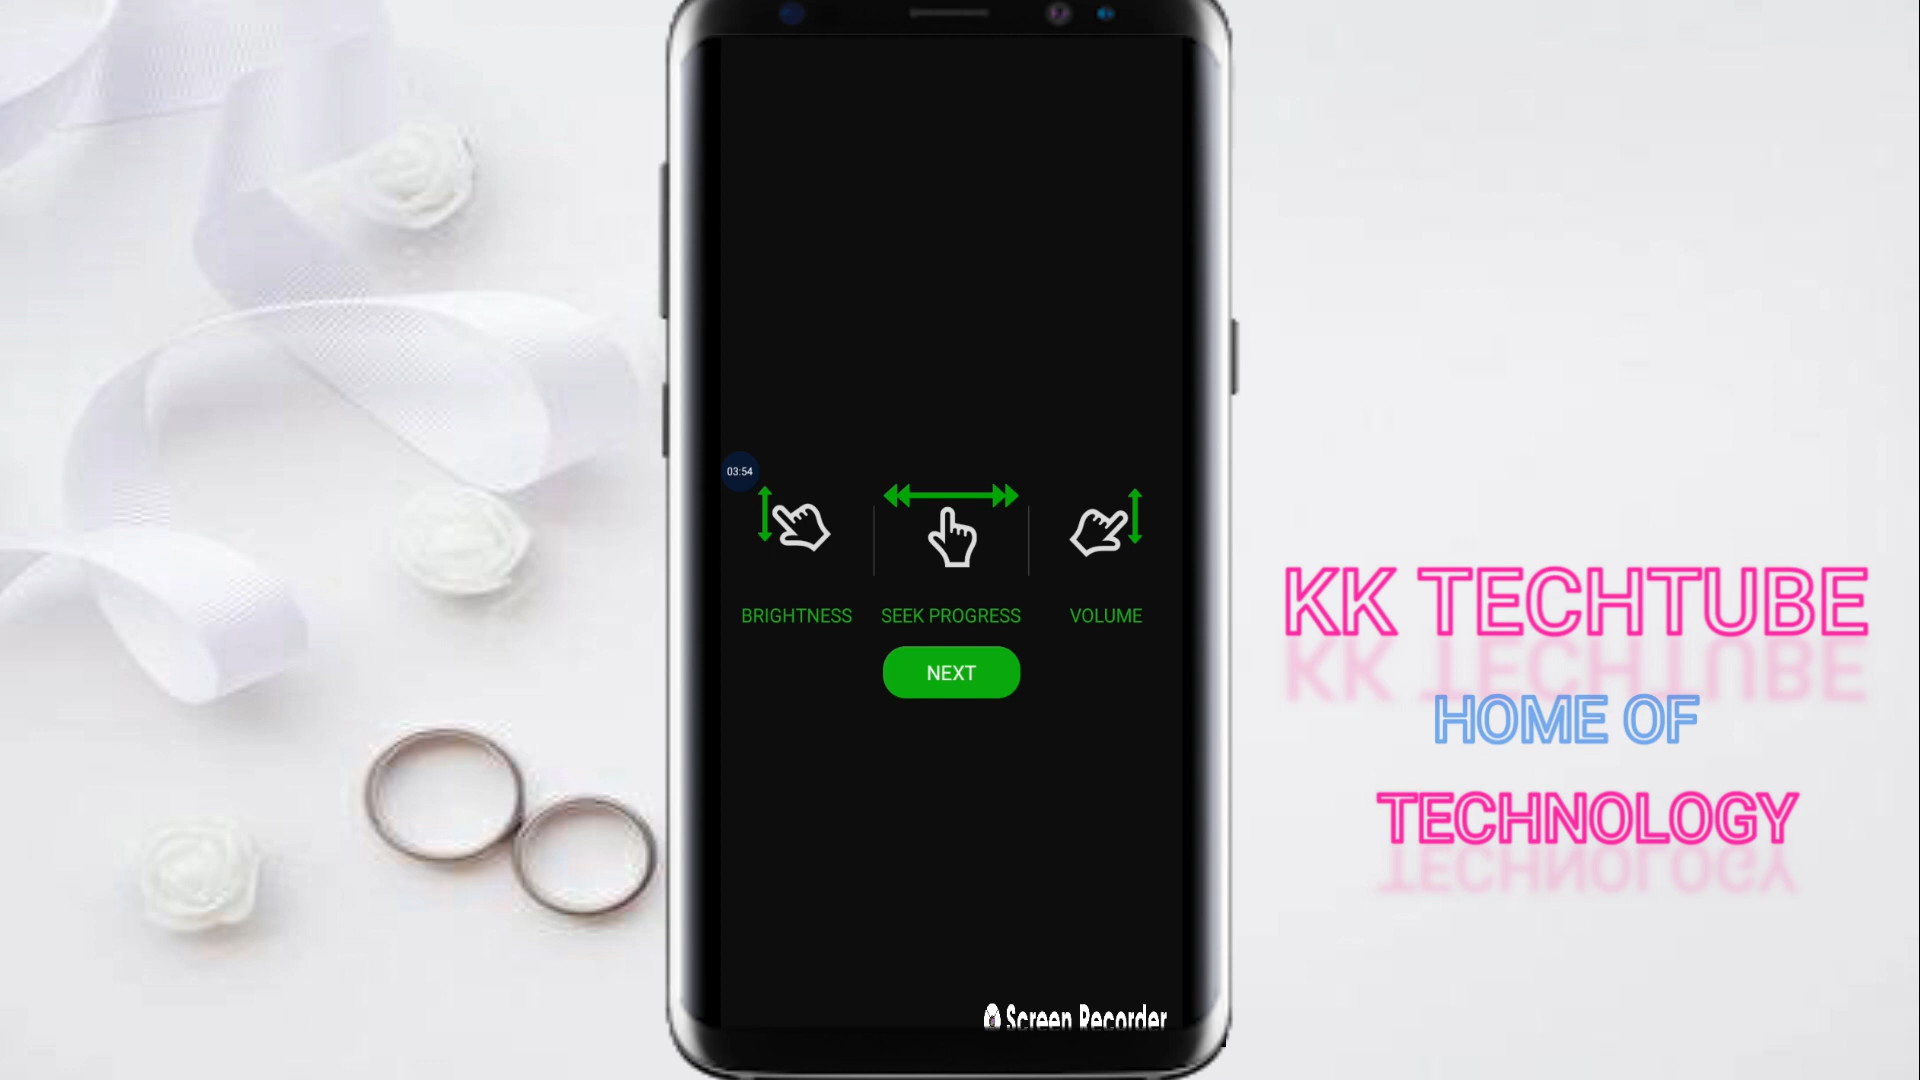 03:54
BRIGHTNESS SEEK PROGRESS VOLUME
NEXT
Screen Recorder
KK TECHTUBE
HOME OF
TECHNOLOGY